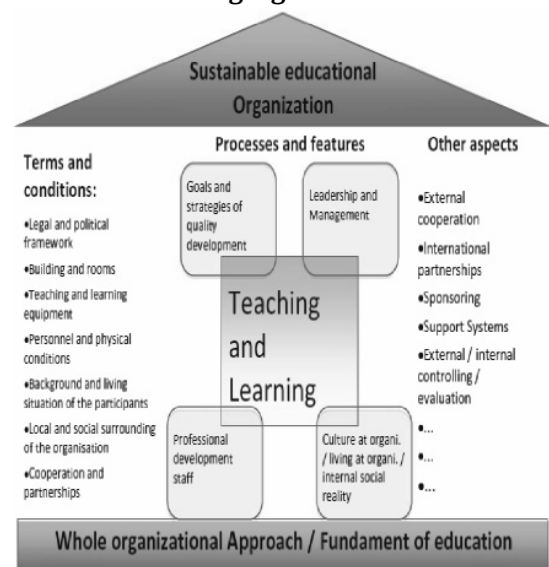 Sustainable educational
Organization
Processes and features
Terms and
conditions:
•Legal and political
framework
•Building and rooms
•Teaching and learning
equipment
•Personnel and physical
conditions
•Background and living
situation of the participants
•Local and social surrounding
of the organisation
•Cooperation and
partnerships
Goals and
strategies of
quality
development
Leadership and
Management
Teaching
and
Learning
Professional
development
staff
Culture at organi.
/ living at organi. /
internal social
reality
Other aspects
•External
cooperation
•International
partnerships
•Sponsoring
•Support Systems
•External / internal
controlling /
evaluation
•...
•...
•...
Whole organizational Approach / Fundament of education